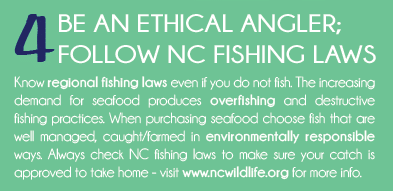 4 BE AN ETHICAL ANGLER;
FOLLOW NC FISHING LAWS
Know regional fishing laws even if you do not fish. The increasing
demand for seafood produces overfishing and destructive
fishing practices. When purchasing seafood choose fish that are
well managed, caught/farmed in environmentally responsible
ways. Always check NC fishing laws to make sure your catch is
approved to take home - visit www.ncwildlife.org for more info.